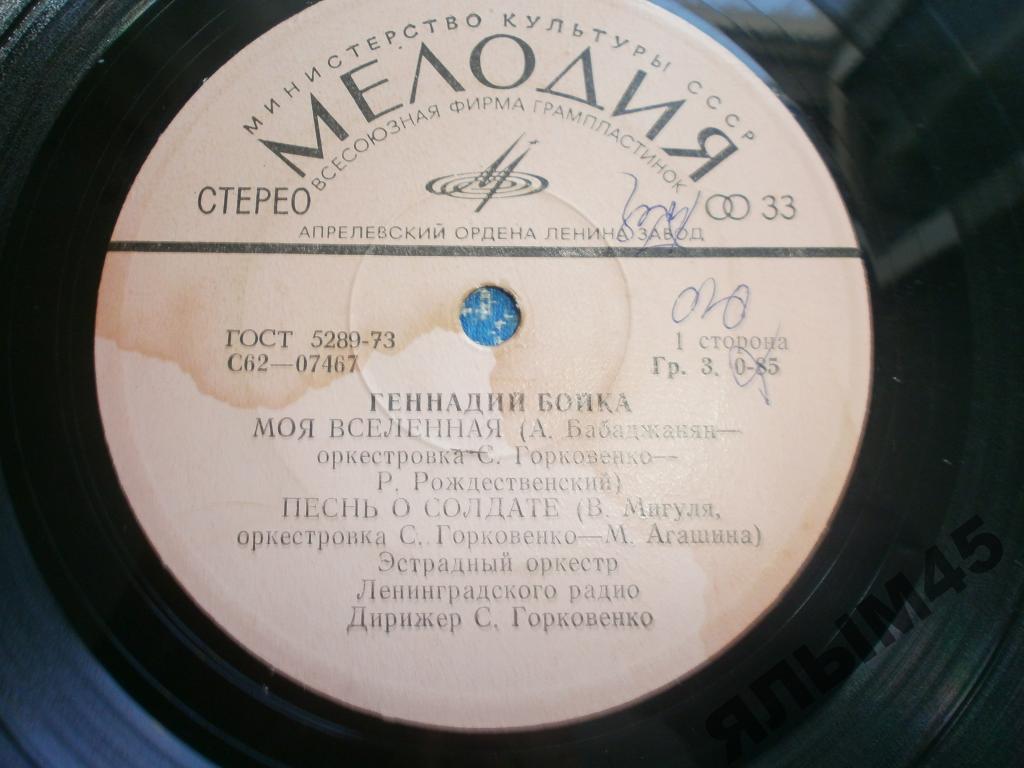 МИНИСТЕРСТВО КУЛЬТУРЫ СССР
МЕЛОДИЯ
ВСЕСОЮЗНАЯ ФИРМА ГРАМПЛАСТИНОК
СТЕРЕО
33
АПРЕЛЕВСКИЙ ОРДЕНА ЛЕНИНА ЗАВОД
ГОСТ 5289-73
С62—07467
1 сторона
Гр. 3. 0-85
ГЕННАДИЙ БОЙКА
МОЯ ВСЕЛЕННАЯ (А. Бабаджанян—
оркестровка С. Горковенко—
Р. Рождественский)
ПЕСНЬ О СОЛДАТЕ (В. Мигуля,
оркестровка С. Горковенко—М. Агашина)
Эстрадный оркестр
Ленинградского радио
Дирижер С. Горковенко
ЯЛЫМ45